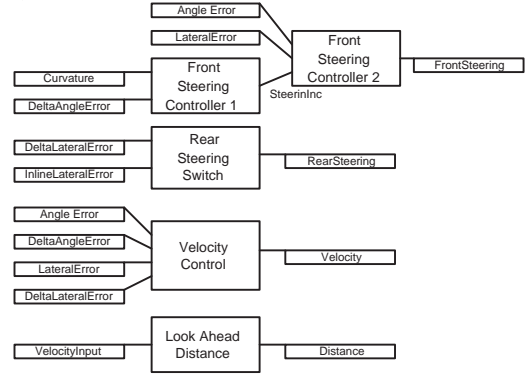 Angle Error
LateralError
Front
Steering
Controller 2
FrontSteering
Curvature
DeltaAngleError
Front
Steering
Controller 1
SteerinInc
DeltaLateralError
InlineLateralError
Rear
Steering
Switch
RearSteering
Angle Error
DeltaAngleError
LateralError
DeltaLateralError
Velocity
Control
Velocity
VelocityInput
Look Ahead
Distance
Distance